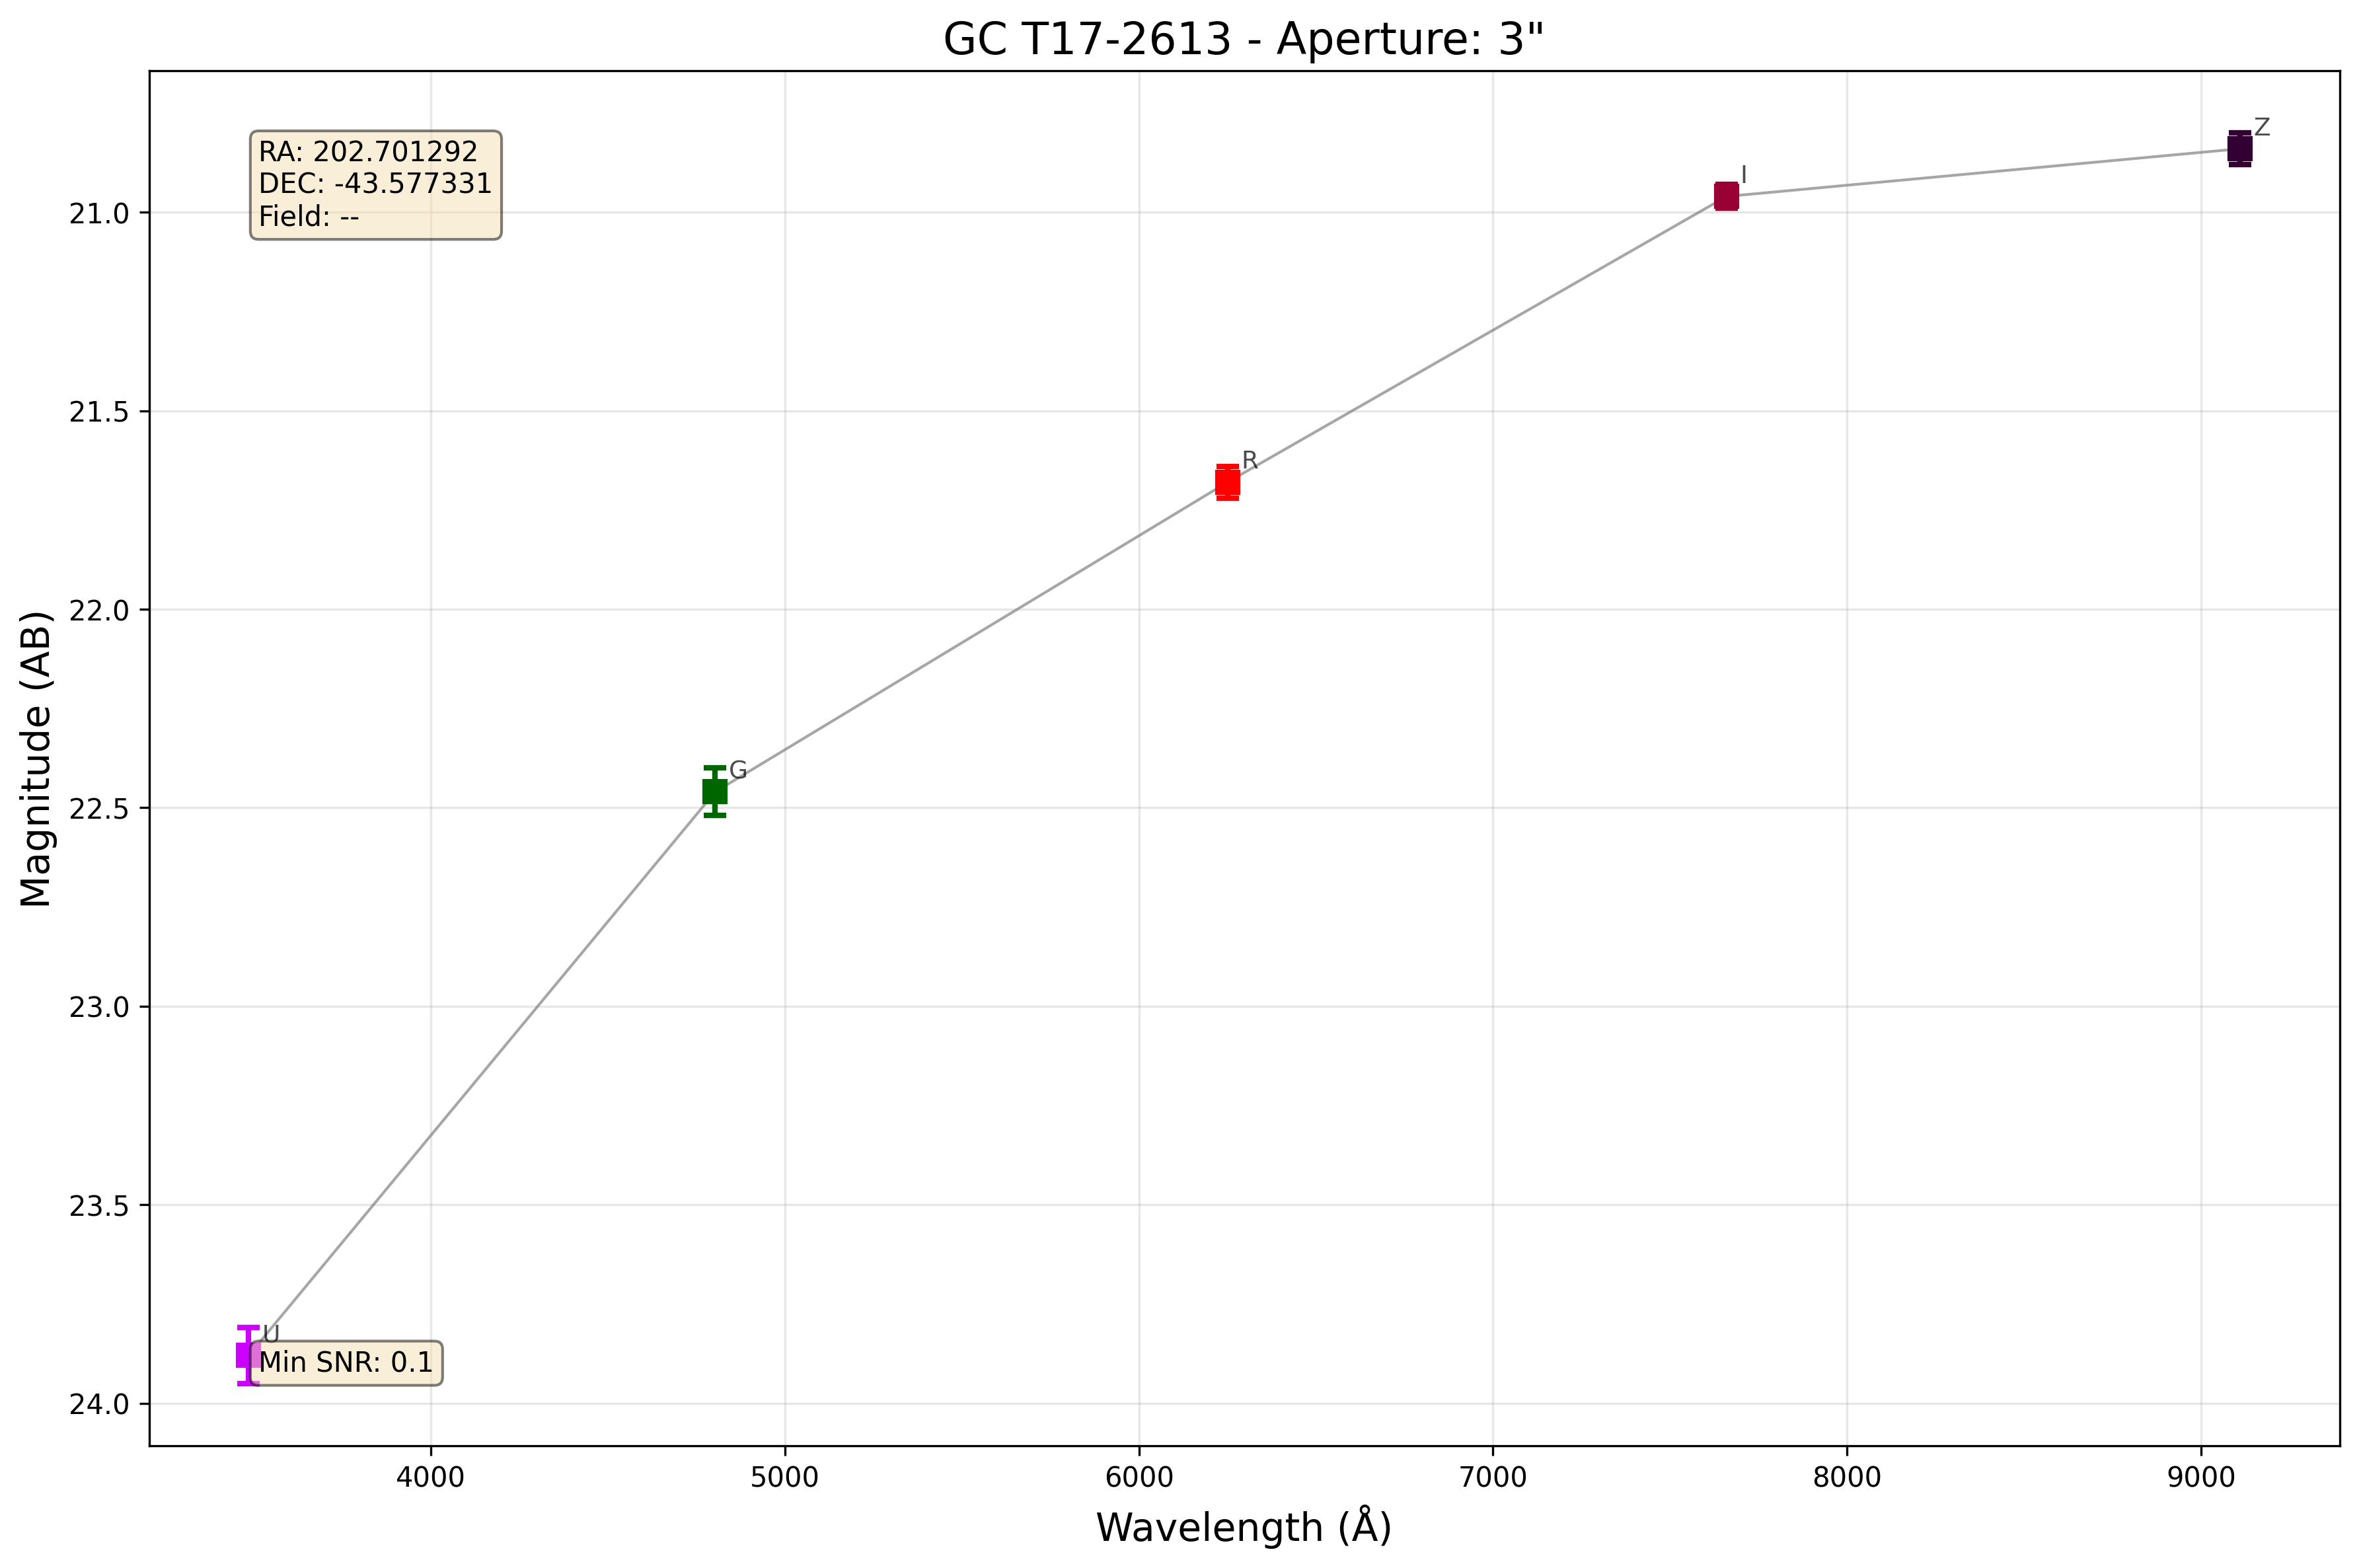 GC T17-2613 - Aperture: 3"
RA: 202.701292
DEC: -43.577331
Field: --
Z
I
R
G
U
Min SNR: 0.1
21.0
21.5
22.0
22.5
23.0
23.5
24.0
Magnitude (AB)
4000
5000
6000
7000
8000
9000
Wavelength (Å)